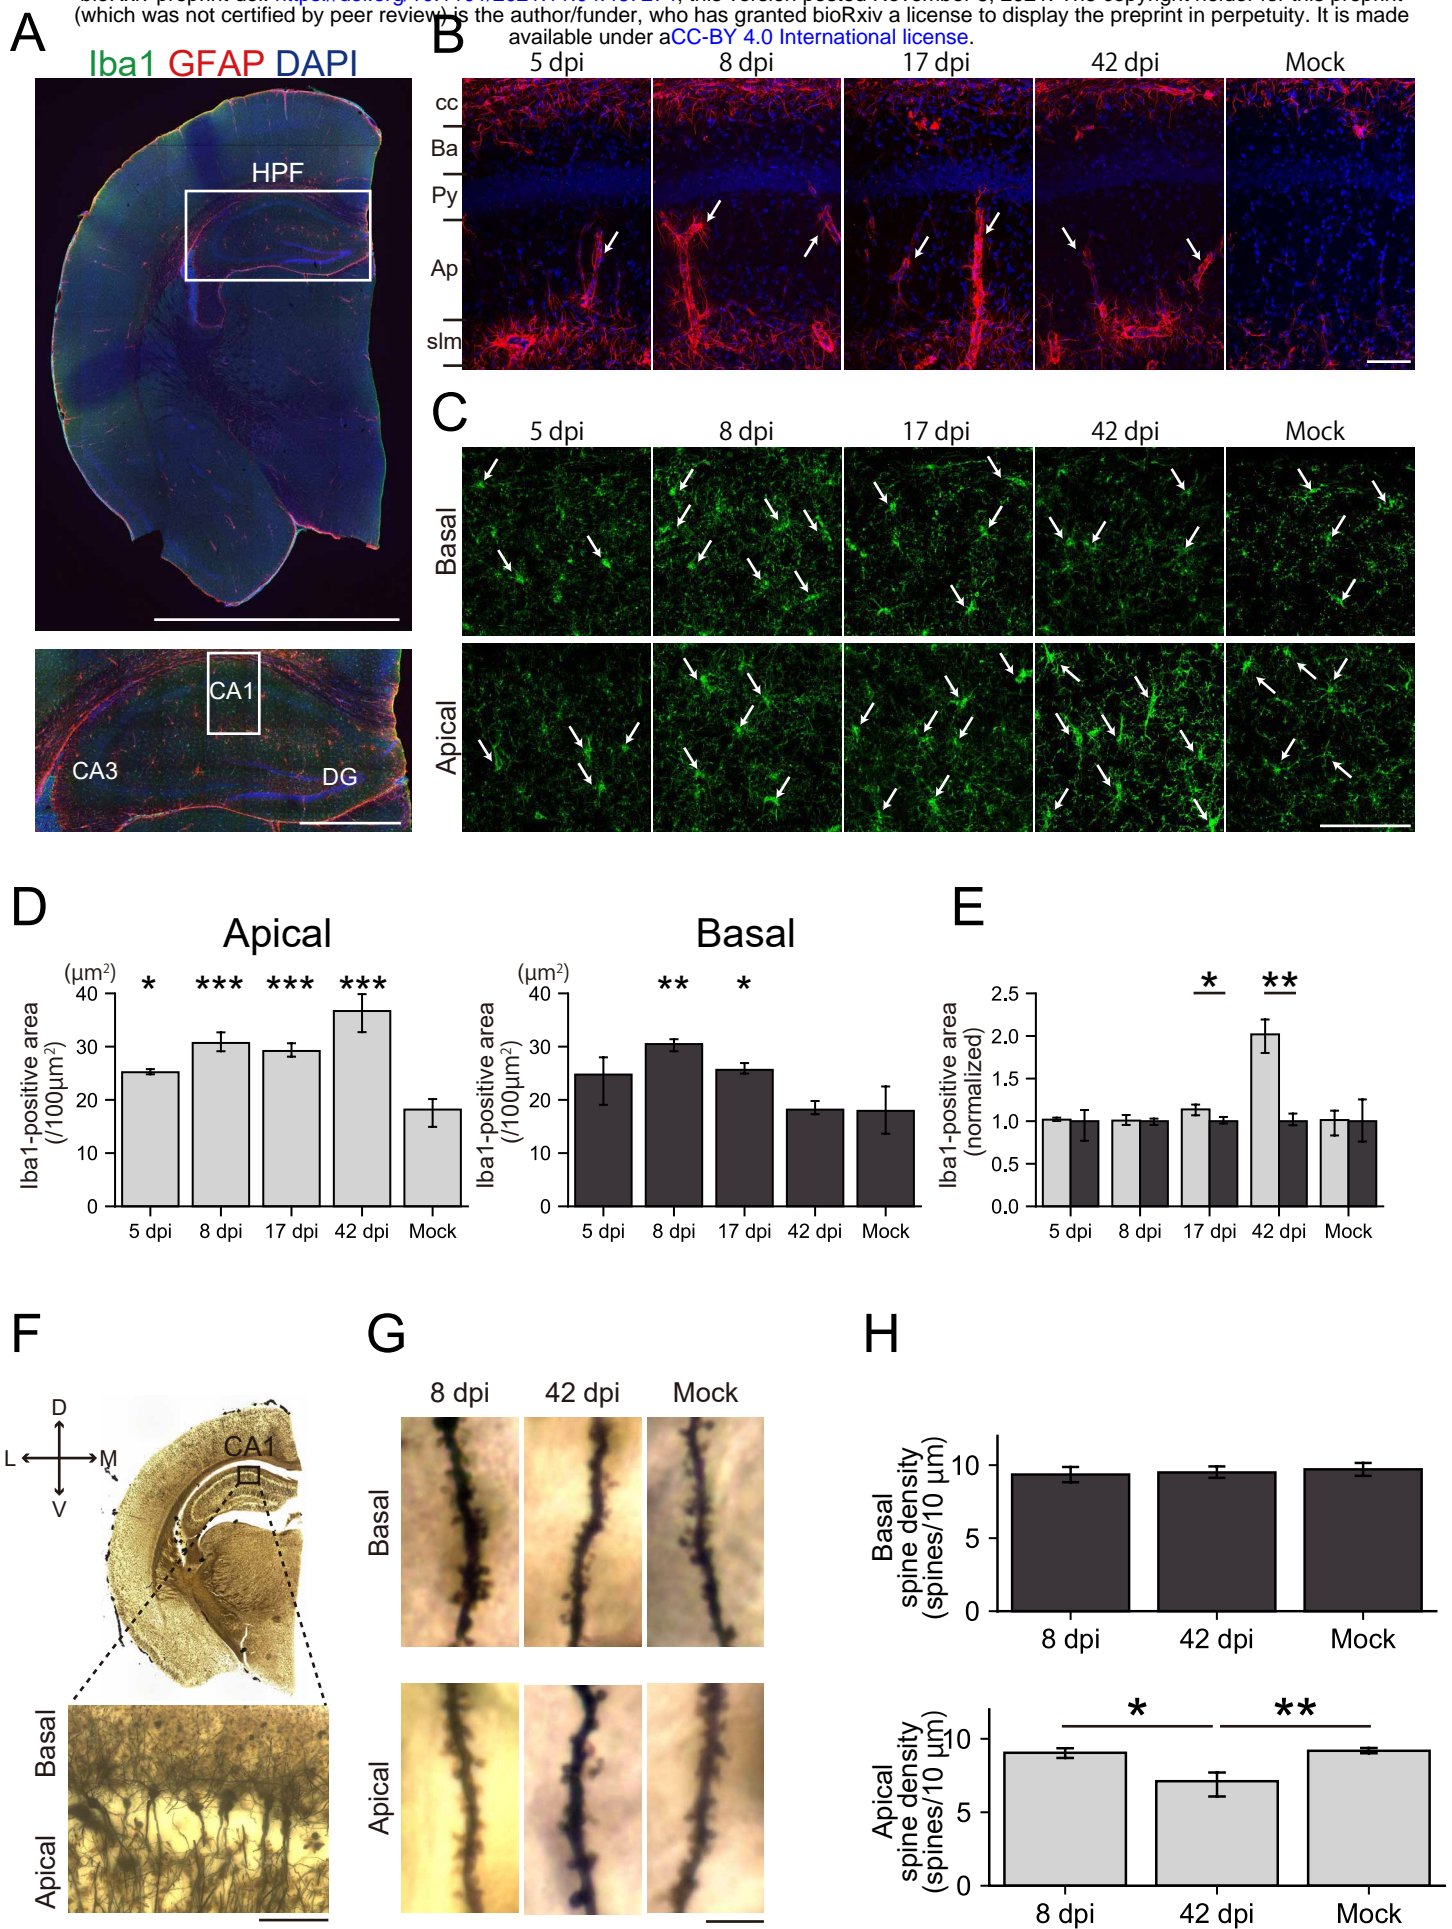 (which was not certified by peer review) is the author/funder, who has granted bioRxiv a license to display the preprint in perpetuity. It is made
available under aCC-BY 4.0 International license.
A
Iba1 GFAP DAPI
HPF
CA1
CA3
DG
B
5 dpi 8 dpi 17 dpi 42 dpi Mock
cc
Ba
Py
Ap
slm
C
5 dpi 8 dpi 17 dpi 42 dpi Mock
Basal
Apical
D
Apical
(µm²)
Iba1-positive area
(/100µm²)
* *** *** ***
40
30
20
10
0
5 dpi 8 dpi 17 dpi 42 dpi Mock
Basal
(µm²)
Iba1-positive area
(/100µm²)
** *
40
30
20
10
0
5 dpi 8 dpi 17 dpi 42 dpi Mock
E
Iba1-positive area
(normalized)
* **
2.5
2.0
1.5
1.0
0.5
0.0
5 dpi 8 dpi 17 dpi 42 dpi Mock
F
D
L M
V
CA1
Basal
Apical
G
8 dpi 42 dpi Mock
Basal
Apical
H
Basal
spine density
(spines/10 µm)
10
5
0
8 dpi 42 dpi Mock
Apical
spine density
(spines/10 µm)
* **
10
5
0
8 dpi 42 dpi Mock